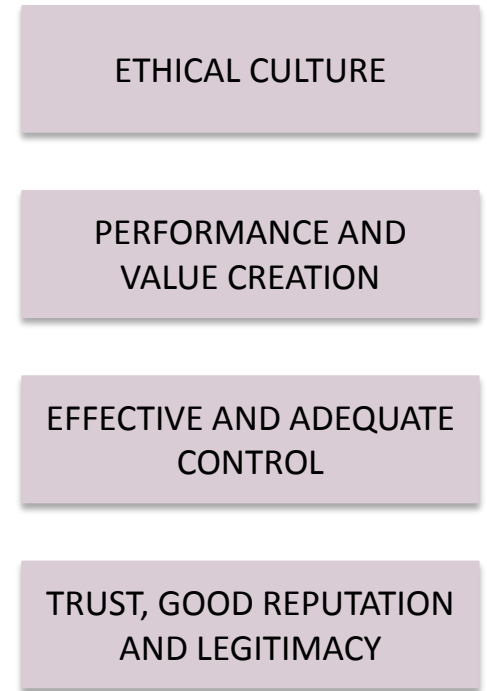 ETHICAL CULTURE
PERFORMANCE AND
VALUE CREATION
EFFECTIVE AND ADEQUATE
CONTROL
TRUST, GOOD REPUTATION
AND LEGITIMACY